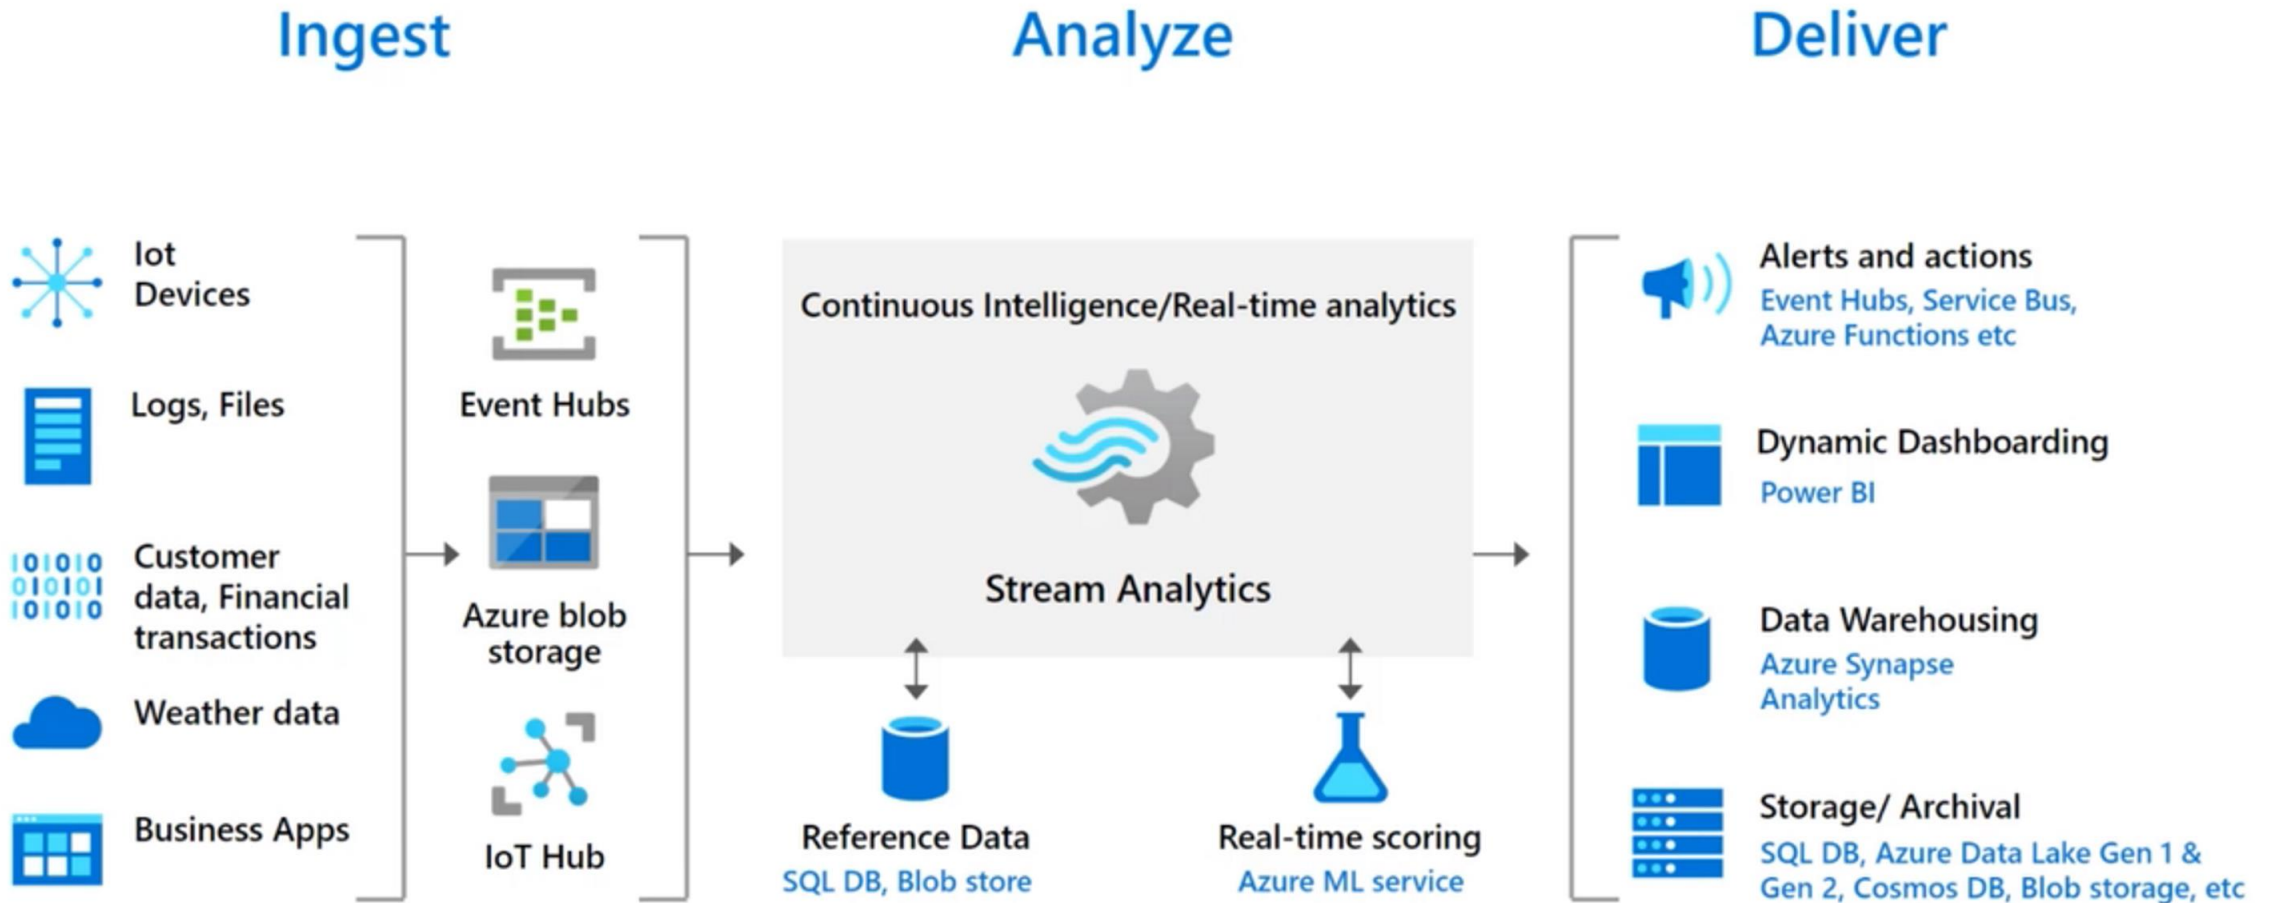 Ingest
Analyze
Deliver
Iot
Devices
Logs, Files
Customer
data, Financial
transactions
Weather data
Business Apps
Event Hubs
Azure blob
storage
IoT Hub
Continuous Intelligence/Real-time analytics
Stream Analytics
Reference Data
SQL DB, Blob store
Real-time scoring
Azure ML service
Alerts and actions
Event Hubs, Service Bus,
Azure Functions etc
Dynamic Dashboarding
Power BI
Data Warehousing
Azure Synapse
Analytics
Storage/ Archival
SQL DB, Azure Data Lake Gen 1 &
Gen 2, Cosmos DB, Blob storage, etc